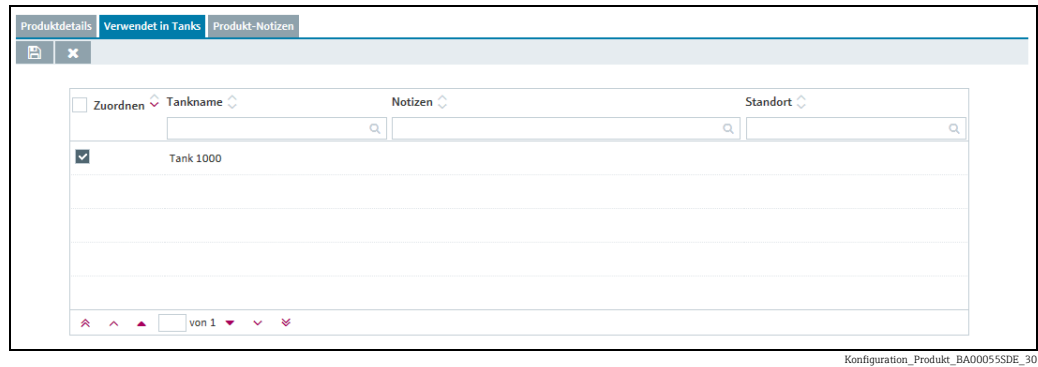 Produktdetails Verwendet in Tanks Produkt-Notizen
Zuordnen Tankname Notizen Standort
Tank 1000
von 1
Konfiguration_Produkt_BA00055SDE_30